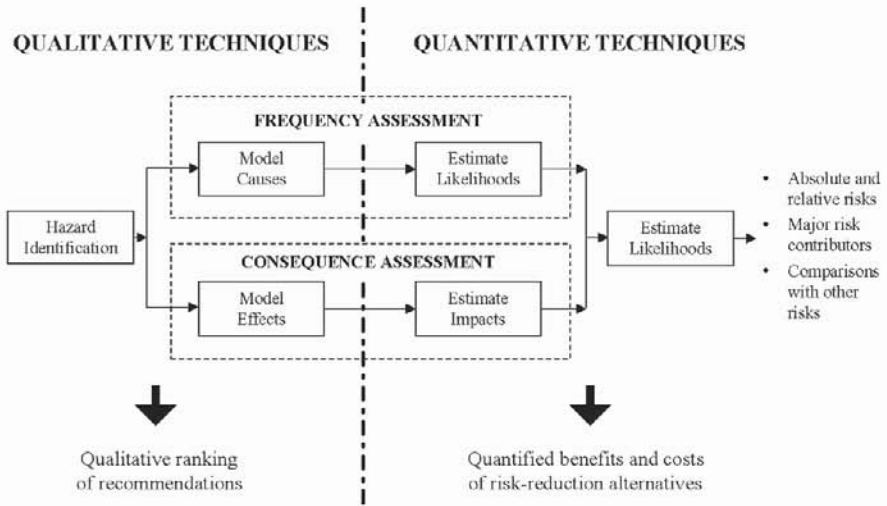 QUALITATIVE TECHNIQUES
QUANTITATIVE TECHNIQUES
FREQUENCY ASSESSMENT
Model
Causes
Estimate
Likelihoods
Hazard
Identification
Estimate
Likelihoods
• Absolute and
relative risks
• Major risk
contributors
• Comparisons
with other
risks
CONSEQUENCE ASSESSMENT
Model
Effects
Estimate
Impacts
Qualitative ranking
of recommendations
Quantified benefits and costs
of risk-reduction alternatives